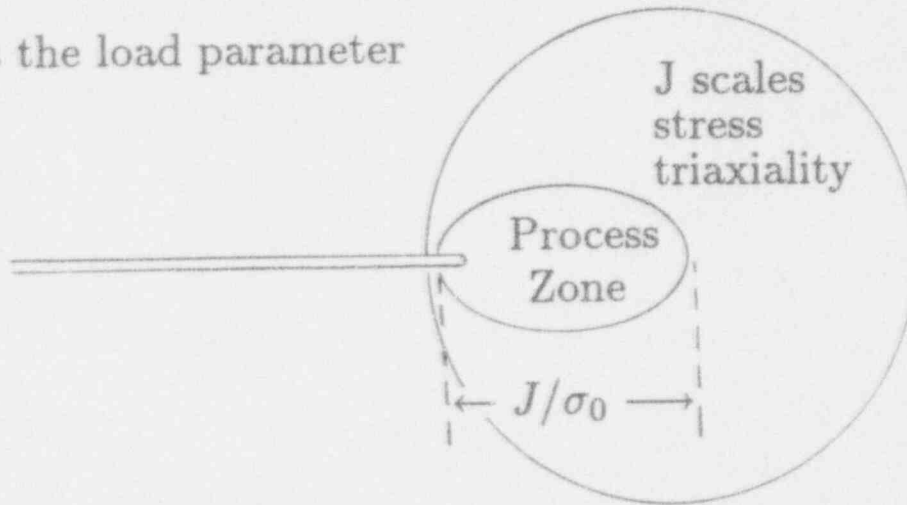 the load parameter
J scales
stress
triaxiality
Process
Zone
J/σ₀